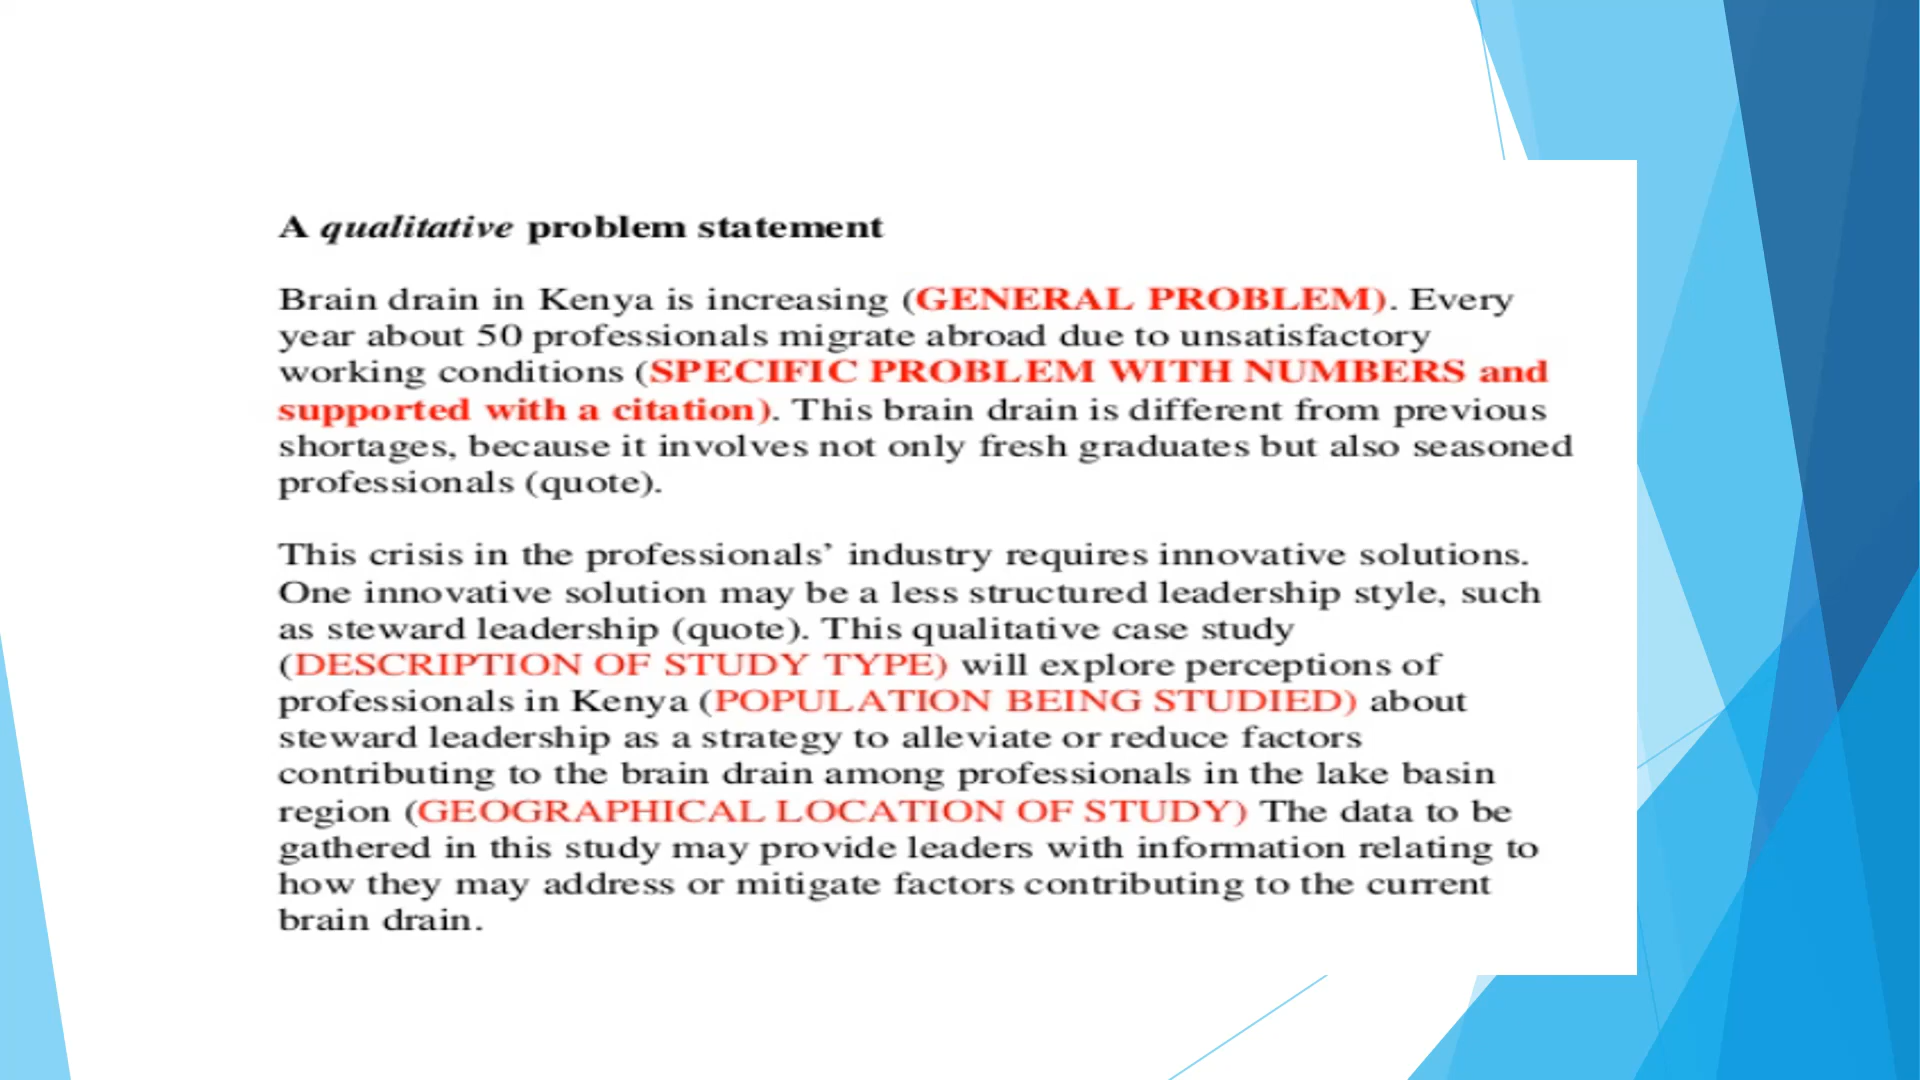 A qualitative problem statement
Brain drain in Kenya is increasing (GENERAL PROBLEM). Every
year about 50 professionals migrate abroad due to unsatisfactory
working conditions (SPECIFIC PROBLEM WITH NUMBERS and
supported with a citation). This brain drain is different from previous
shortages, because it involves not only fresh graduates but also seasoned
professionals (quote).
This crisis in the professionals’ industry requires innovative solutions.
One innovative solution may be a less structured leadership style, such
as steward leadership (quote). This qualitative case study
(DESCRIPTION OF STUDY TYPE) will explore perceptions of
professionals in Kenya (POPULATION BEING STUDIED) about
steward leadership as a strategy to alleviate or reduce factors
contributing to the brain drain among professionals in the lake basin
region (GEOGRAPHICAL LOCATION OF STUDY) The data to be
gathered in this study may provide leaders with information relating to
how they may address or mitigate factors contributing to the current
brain drain.